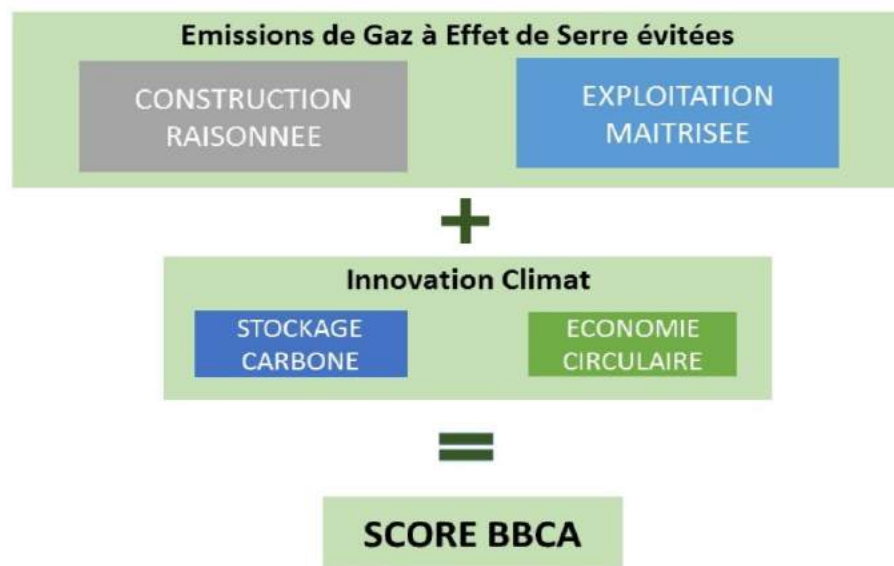 Emissions de Gaz à Effet de Serre évitées
CONSTRUCTION
RAISONNEE
EXPLOITATION
MAITRISEE
+
Innovation Climat
STOCKAGE
CARBONE
ECONOMIE
CIRCULAIRE
=
SCORE BBCA